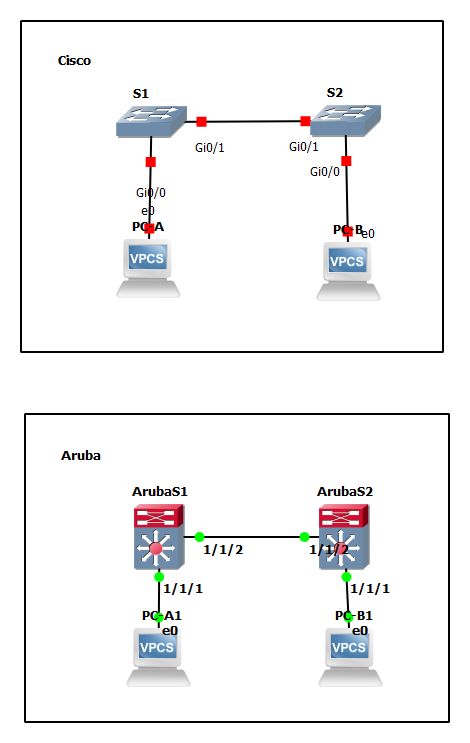 Cisco
S1
S2
Gi0/1
Gi0/1
Gi0/0
Gi0/0
e0
PC-A
PC-B
e0
VPCS
VPCS
Aruba
ArubaS1
ArubaS2
1/1/2
1/1/2
1/1/1
1/1/1
PC-A1
PC-B1
e0
e0
VPCS
VPCS